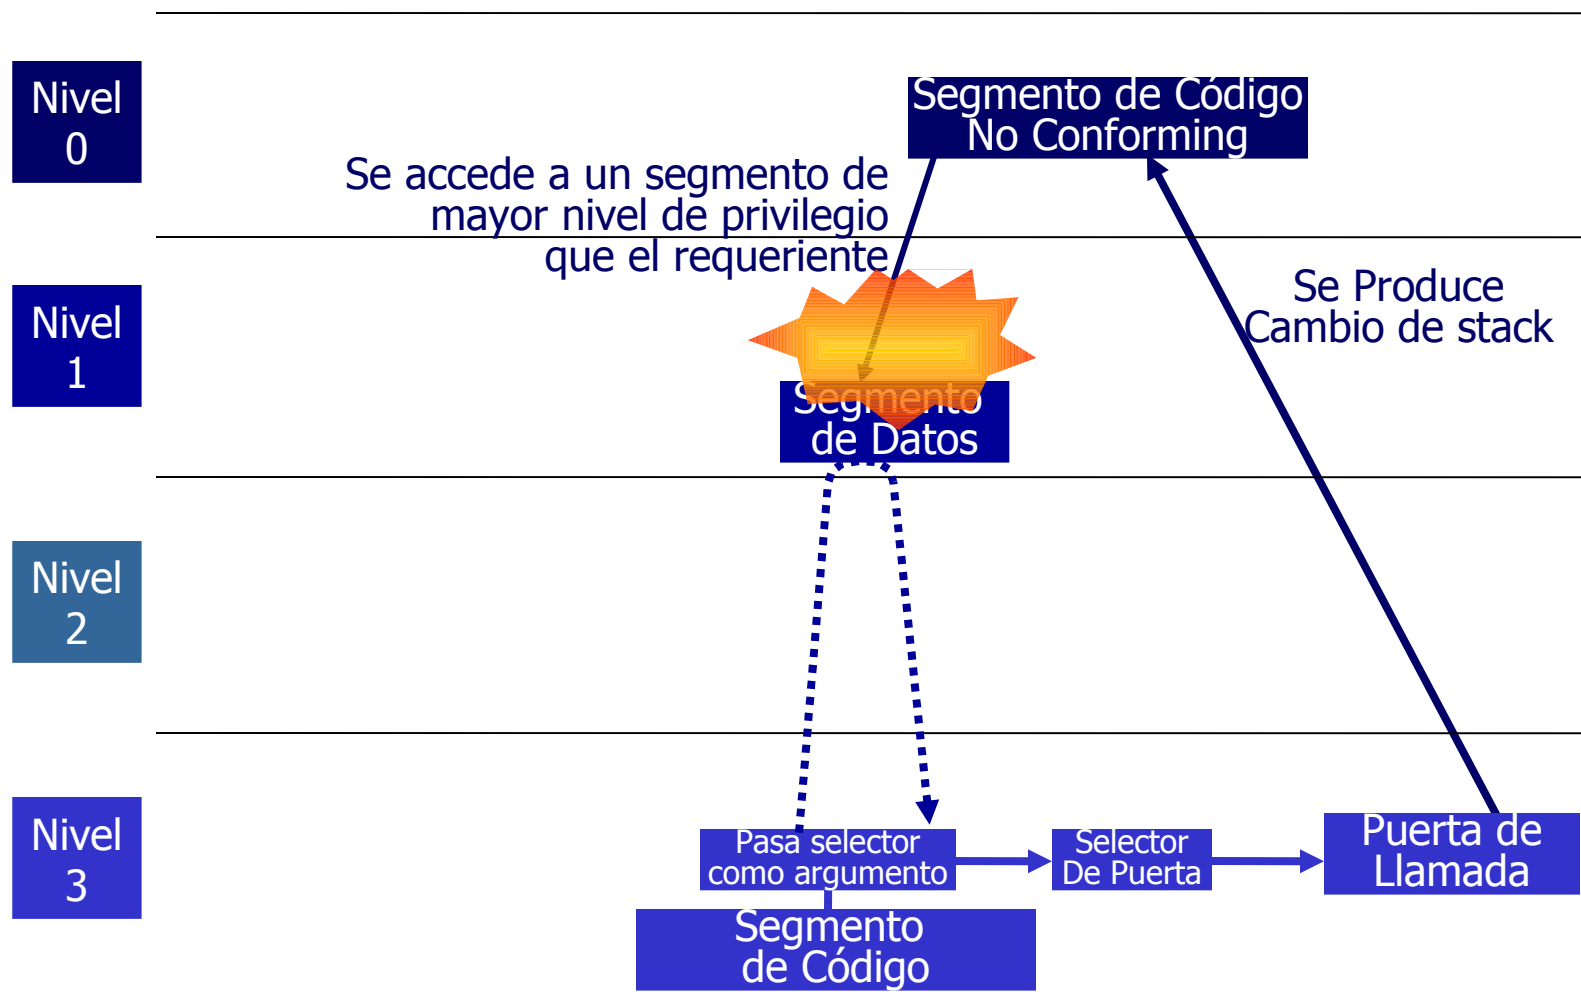 Nivel
0
Segmento de Código
No Conforming
Se accede a un segmento de
mayor nivel de privilegio
que el requeriente
Nivel
1
Se Produce
Cambio de stack
Segmento
de Datos
Nivel
2
Nivel
3
Pasa selector
como argumento
Selector
De Puerta
Puerta de
Llamada
Segmento
de Código